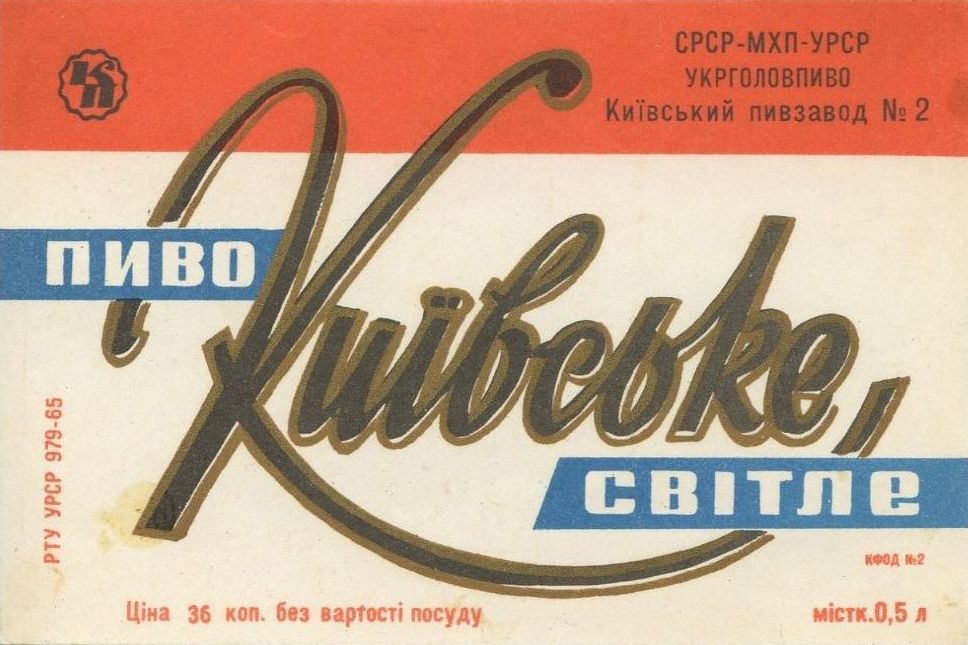 СРСР-МХП-УРСР
УКРГОЛОВПИВО
Київський пивзавод № 2
ПИВО
Київське,
СВІТЛЕ
РТУ УРСР 979-65
КФОД №2
Ціна 36 коп. без вартості посуду
містк.0,5 л